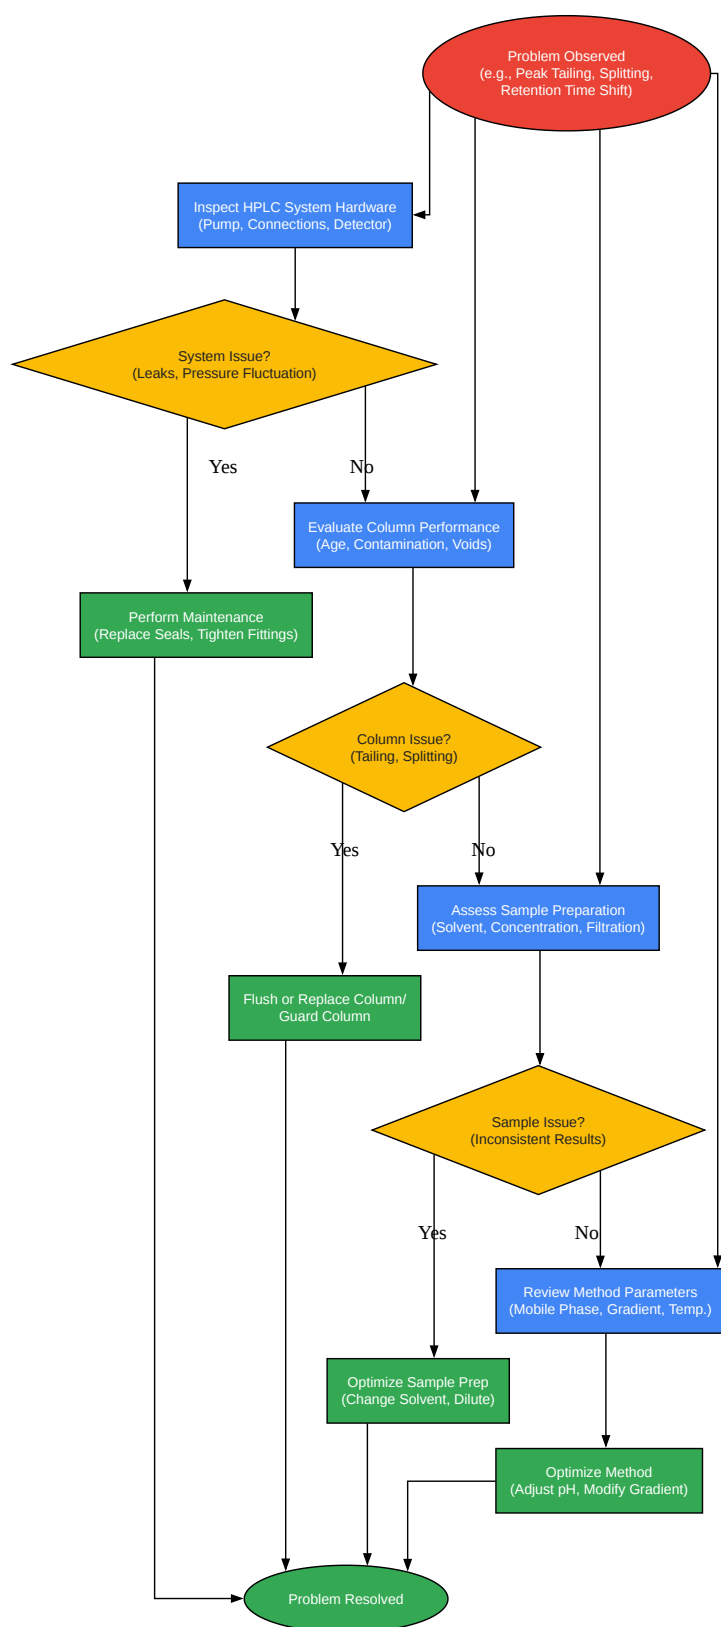 Problem Observed
(e.g., Peak Tailing, Splitting,
Retention Time Shift)
Inspect HPLC System Hardware
(Pump, Connections, Detector)
System Issue?
(Leaks, Pressure Fluctuation)
Yes
No
Evaluate Column Performance
(Age, Contamination, Voids)
Perform Maintenance
(Replace Seals, Tighten Fittings)
Column Issue?
(Tailing, Splitting)
Yes
No
Assess Sample Preparation
(Solvent, Concentration, Filtration)
Flush or Replace Column/
Guard Column
Sample Issue?
(Inconsistent Results)
Yes
No
Review Method Parameters
(Mobile Phase, Gradient, Temp.)
Optimize Sample Prep
(Change Solvent, Dilute)
Optimize Method
(Adjust pH, Modify Gradient)
Problem Resolved